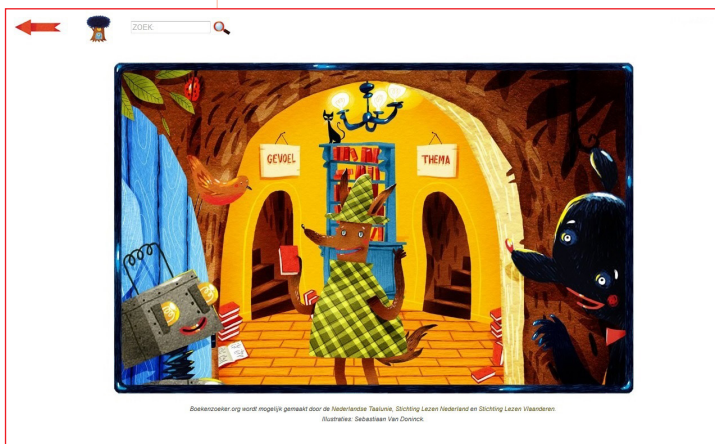 ZOEK:
GEVOEL
THEMA
Boekenzoeker.org wordt mogelijk gemaakt door de Nederlandse Taalunie, Stichting Lezen Nederland en Stichting Lezen Vlaanderen.
Illustraties: Sebastiaan Van Doninck.